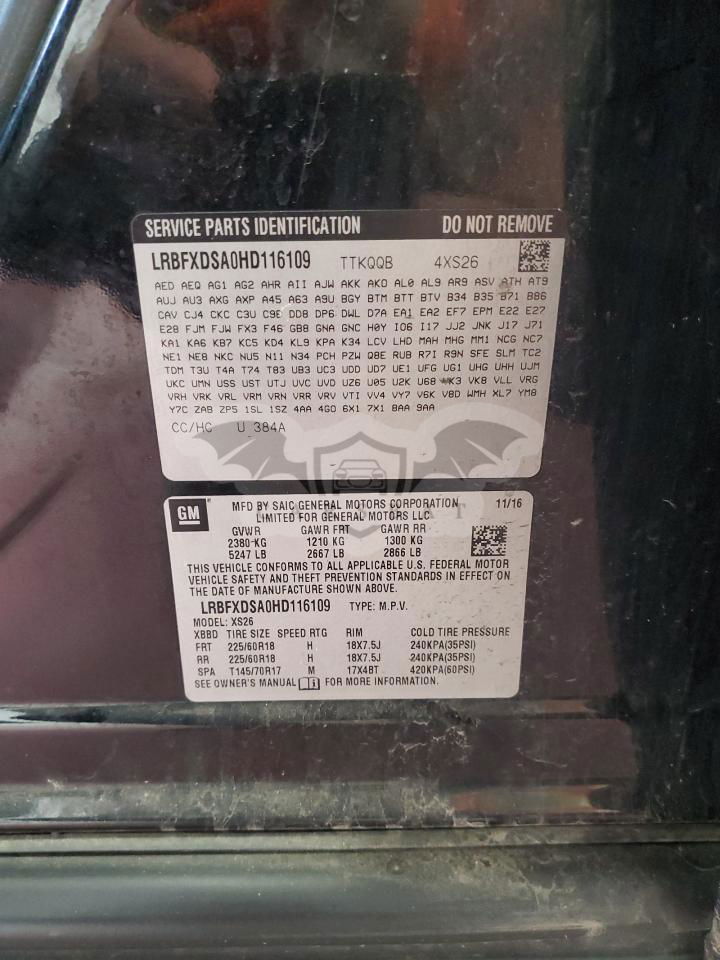 SERVICE PARTS IDENTIFICATION DO NOT REMOVE
LRBFXDSA0HD116109 TTKQQB 4XS26
AED AEQ AG1 AG2 AHR AII AJW AKK AKO AL0 AL9 AR9 ASV ATH AT9
AUJ AU3 AXG AXP A45 A63 A9U BGY BTM BTT BTV B34 B35 B71 B86
CAV CJ4 CKC C3U C9E DD8 DP6 DWL D7A EA1 EA2 EF7 EPM E22 E27
E28 FJM FJW FX3 F46 GB8 GNA GNC H0Y IO6 I17 JJ2 JNK J17 J71
KA1 KA6 KB7 KC5 KD4 KL9 KPA K34 LCV LHD MAH MHG MM1 NCG NC7
NE1 NE8 NKC NU5 N11 N34 PCH PZW Q8E RUB R7I R9N SFE SLM TC2
TDM T3U T4A T74 T83 UB3 UC3 UDD UD7 UE1 UFG UG1 UHG UHH UJM
UKC UMN USS UST UTJ UVC UVD UZ6 U05 U2K U68 VK3 VK8 VLL VRG
VRH VRK VRL VRM VRN VRR VRV VTI VV4 VY7 V6K V8D WMH XL7 YM8
Y7C ZAB ZP5 1SL 1SZ 4AA 4G0 6X1 7X1 8AA 9AA
CC/HC U 384A
GM MFD BY SAIC GENERAL MOTORS CORPORATION 11/16
LIMITED FOR GENERAL MOTORS LLC
GVWR GAWR FRT GAWR RR
2380 KG 1210 KG 1300 KG
5247 LB 2667 LB 2866 LB
THIS VEHICLE CONFORMS TO ALL APPLICABLE U.S. FEDERAL MOTOR
VEHICLE SAFETY AND THEFT PREVENTION STANDARDS IN EFFECT ON
THE DATE OF MANUFACTURE SHOWN ABOVE.
LRBFXDSA0HD116109 TYPE: M.P.V.
MODEL: XS26
XBBD TIRE SIZE SPEED RTG RIM COLD TIRE PRESSURE
FRT 225/60R18 H 18X7.5J 240KPA(35PSI)
RR 225/60R18 H 18X7.5J 240KPA(35PSI)
SPA T145/70R17 M 17X4BT 420KPA(60PSI)
SEE OWNER'S MANUAL FOR MORE INFORMATION.